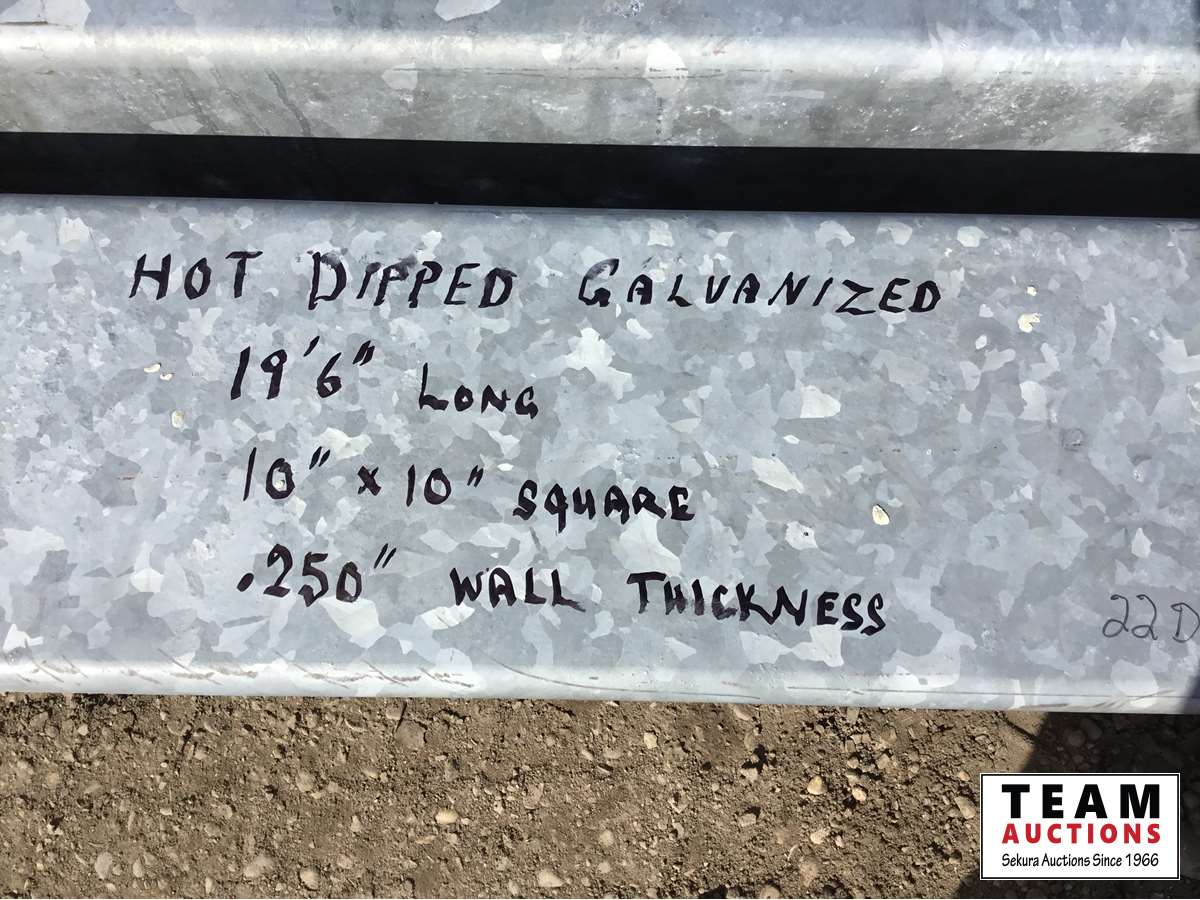 HOT DIPPED GALVANIZED
19'6" LONG
10" x 10" SQUARE
.250" WALL THICKNESS
22D
TEAM
AUCTIONS
Sekura Auctions Since 1966